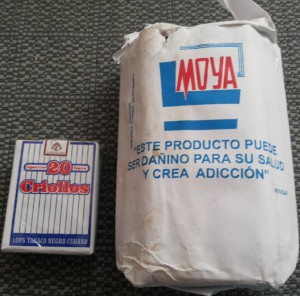 20
Criollos
100% TABACO NEGRO CUBANO
MOYA
"ESTE PRODUCTO PUEDE
SER DAÑINO PARA SU SALUD
Y CREA ADICCIÓN"